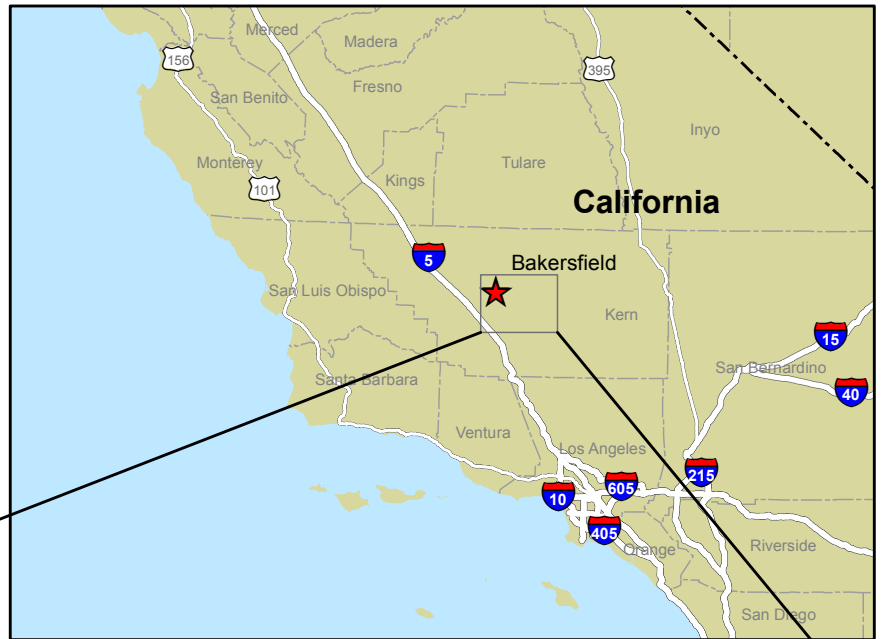 Merced
Madera
156
395
Fresno
San Benito
Inyo
Tulare
Monterey
Kings
101
California
5
Bakersfield
San Luis Obispo
Kern
15
San Bernardino
Santa Barbara
40
Ventura
Los Angeles
215
605
10
405
Orange
Riverside
San Diego